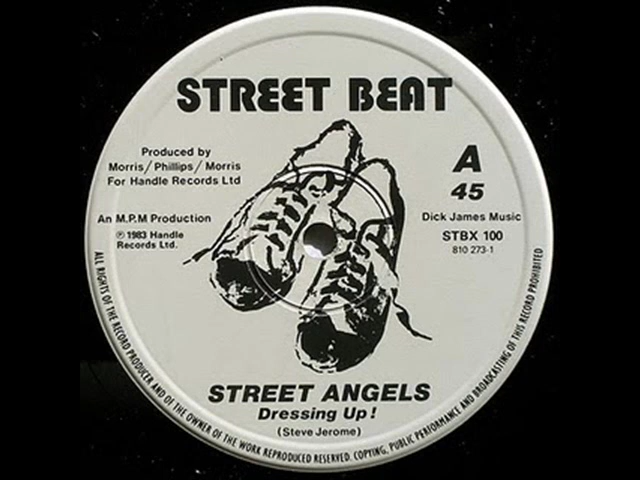 STREET BEAT
Produced by
Morris/Phillips/Morris
For Handle Records Ltd
An M.P.M Production
℗ 1983 Handle
Records Ltd.
A
45
Dick James Music
STBX 100
810 273-1
STREET ANGELS
Dressing Up!
(Steve Jerome)
ALL RIGHTS OF THE RECORD PRODUCER AND OF THE OWNER OF THE WORK REPRODUCED RESERVED. COPYING, PUBLIC PERFORMANCE AND BROADCASTING OF THIS RECORD PROHIBITED